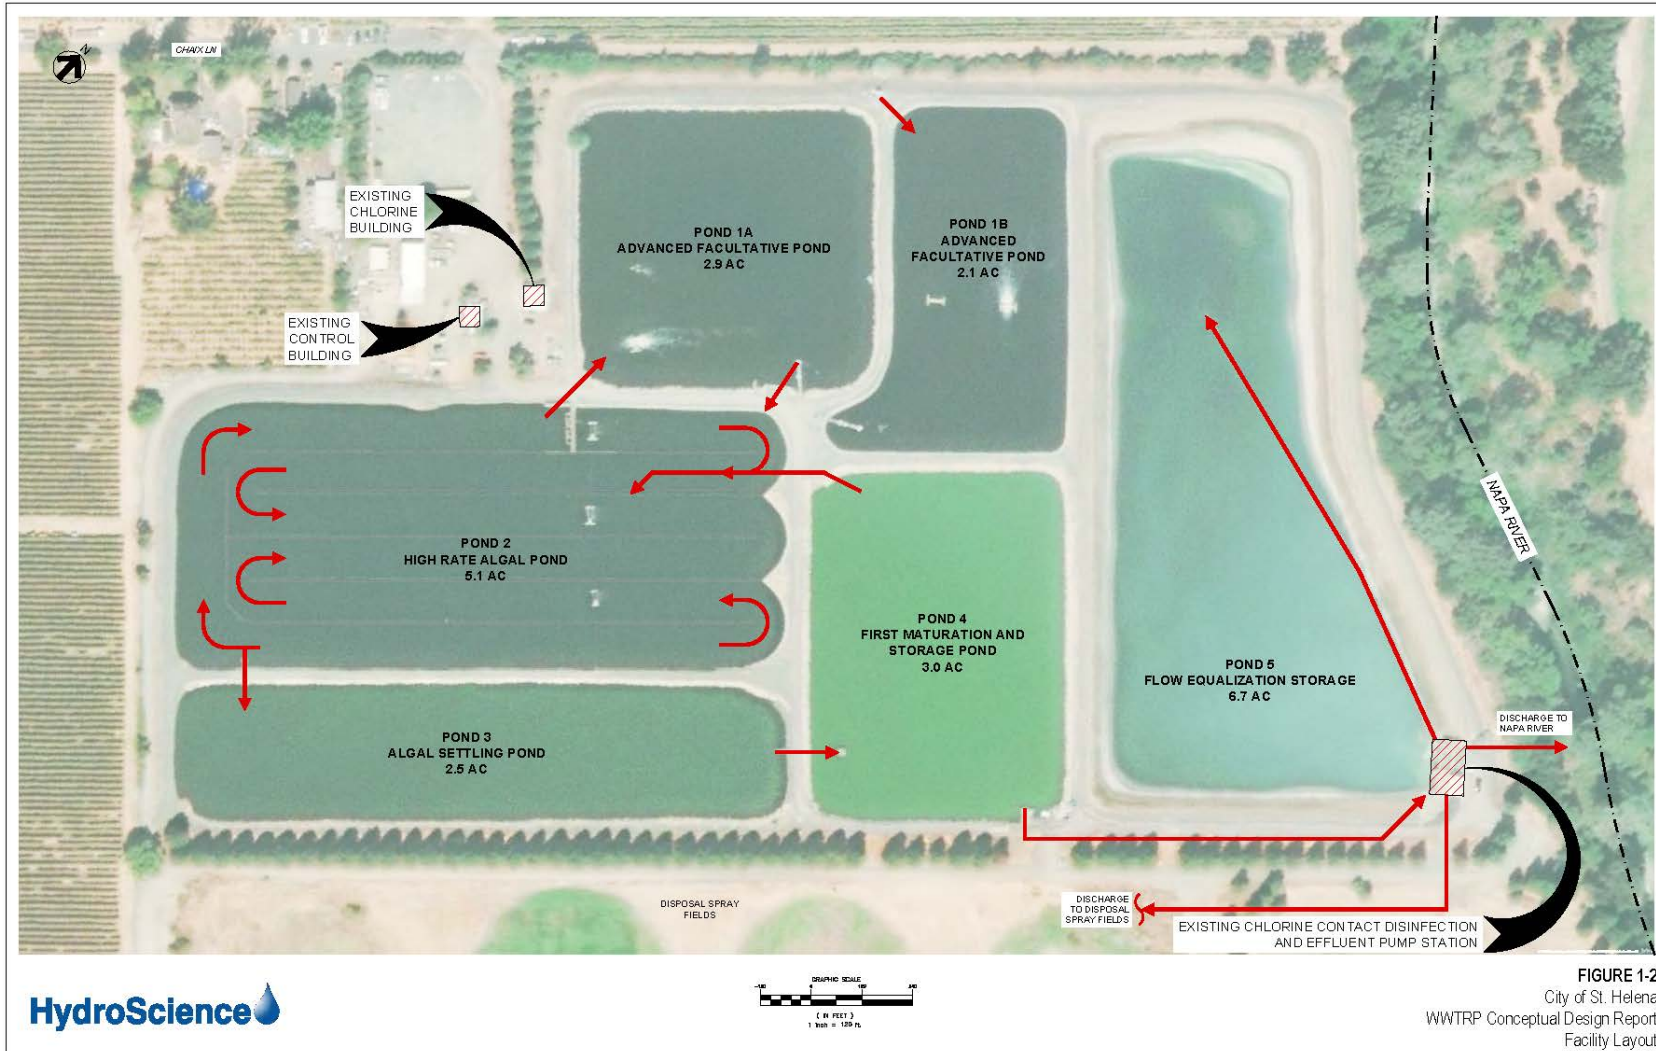 N
CHAIX LN
EXISTING
CHLORINE
BUILDING
EXISTING
CONTROL
BUILDING
POND 1A
ADVANCED FACULTATIVE POND
2.9 AC
POND 1B
ADVANCED
FACULTATIVE POND
2.1 AC
POND 2
HIGH RATE ALGAL POND
5.1 AC
POND 3
ALGAL SETTLING POND
2.5 AC
POND 4
FIRST MATURATION AND
STORAGE POND
3.0 AC
POND 5
FLOW EQUALIZATION STORAGE
6.7 AC
NAPA RIVER
DISCHARGE TO
NAPA RIVER
DISPOSAL SPRAY
FIELDS
DISCHARGE
TO DISPOSAL
SPRAY FIELDS
EXISTING CHLORINE CONTACT DISINFECTION
AND EFFLUENT PUMP STATION
HydroScience
GRAPHIC SCALE
( IN FEET )
1 inch = 120 ft.
FIGURE 1-2
City of St. Helena
WWTRP Conceptual Design Report
Facility Layout